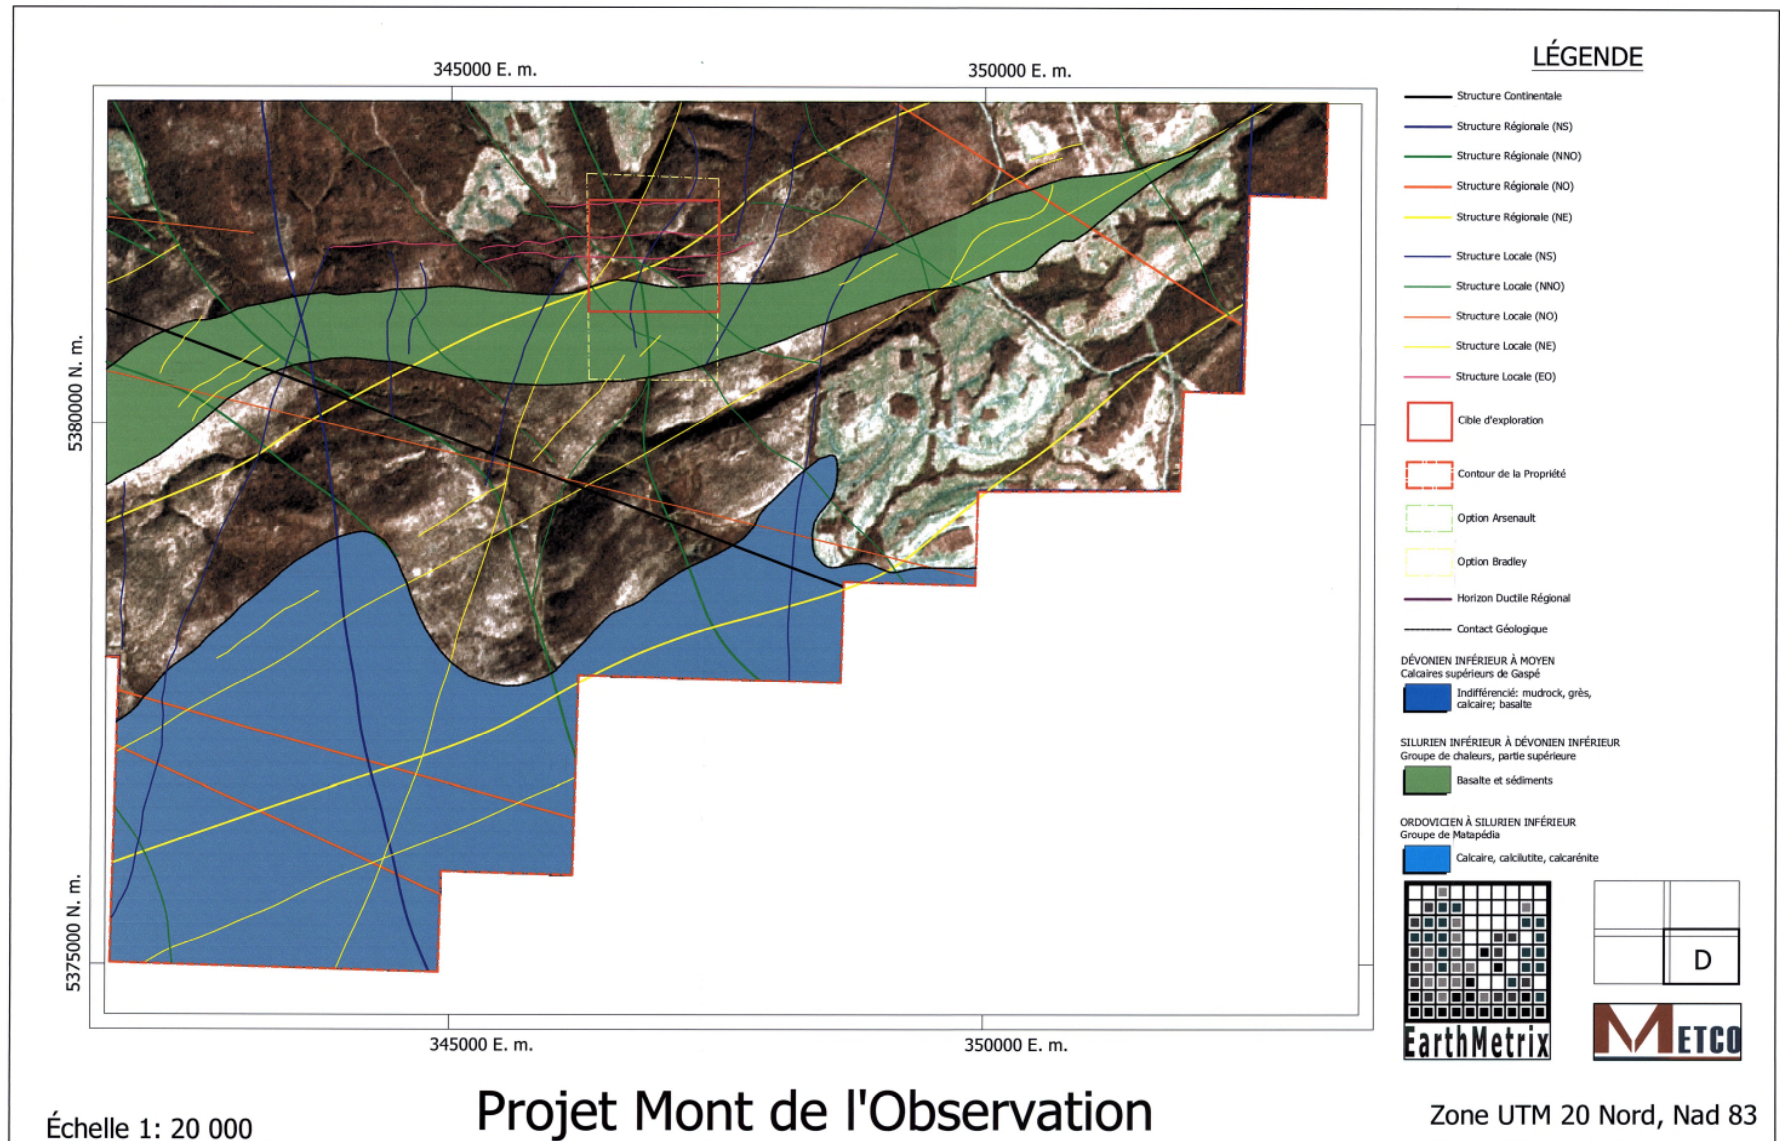 345000 E. m.
350000 E. m.
5380000 N. m.
5375000 N. m.
345000 E. m.
350000 E. m.
LÉGENDE
Structure Continentale
Structure Régionale (NS)
Structure Régionale (NNO)
Structure Régionale (NO)
Structure Régionale (NE)
Structure Locale (NS)
Structure Locale (NNO)
Structure Locale (NO)
Structure Locale (NE)
Structure Locale (EO)
Cible d'exploration
Contour de la Propriété
Option Arsenault
Option Bradley
Horizon Ductile Régional
Contact Géologique
DÉVONIEN INFÉRIEUR À MOYEN
Calcaires supérieurs de Gaspé
Indifférencié: mudrock, grès,
calcaire; basalte
SILURIEN INFÉRIEUR À DÉVONIEN INFÉRIEUR
Groupe de chaleurs, partie supérieure
Basalte et sédiments
ORDOVICIEN À SILURIEN INFÉRIEUR
Groupe de Matapédia
Calcaire, calcilutite, calcarénite
EarthMetrix
D
METCO
Échelle 1: 20 000
Projet Mont de l'Observation
Zone UTM 20 Nord, Nad 83